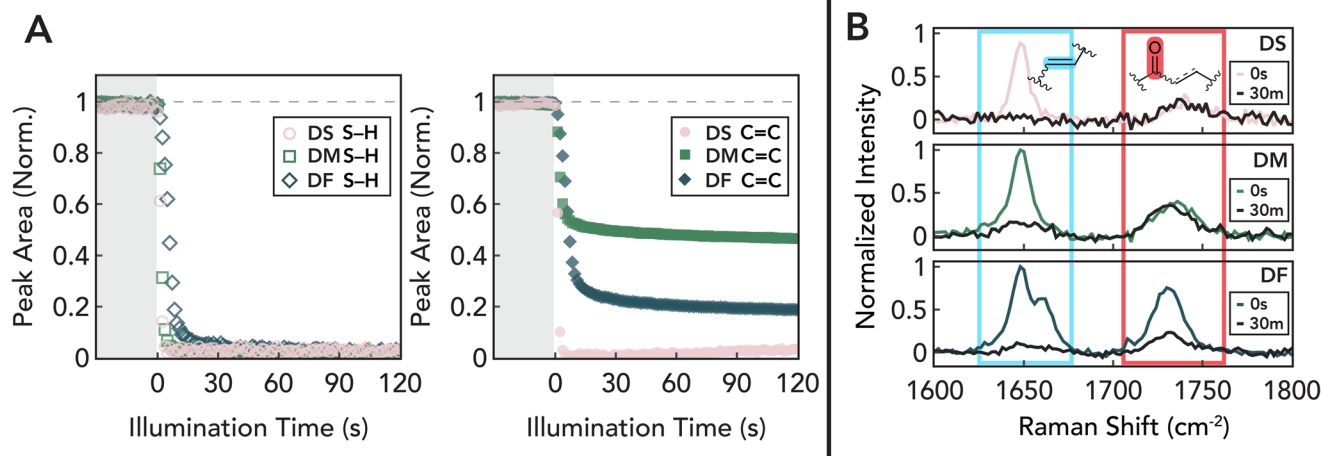 A
Peak Area (Norm.)
1
0.8
0.6
0.4
0.2
0
DS S–H
DM S–H
DF S–H
0 30 60 90 120
Illumination Time (s)
Peak Area (Norm.)
1
0.8
0.6
0.4
0.2
0
DS C=C
DM C=C
DF C=C
0 30 60 90 120
Illumination Time (s)
B
Normalized Intensity
1
0.5
0
O
DS
0s
30m
1
0.5
0
DM
0s
30m
1
0.5
0
DF
0s
30m
1600 1650 1700 1750 1800
Raman Shift (cm⁻²)